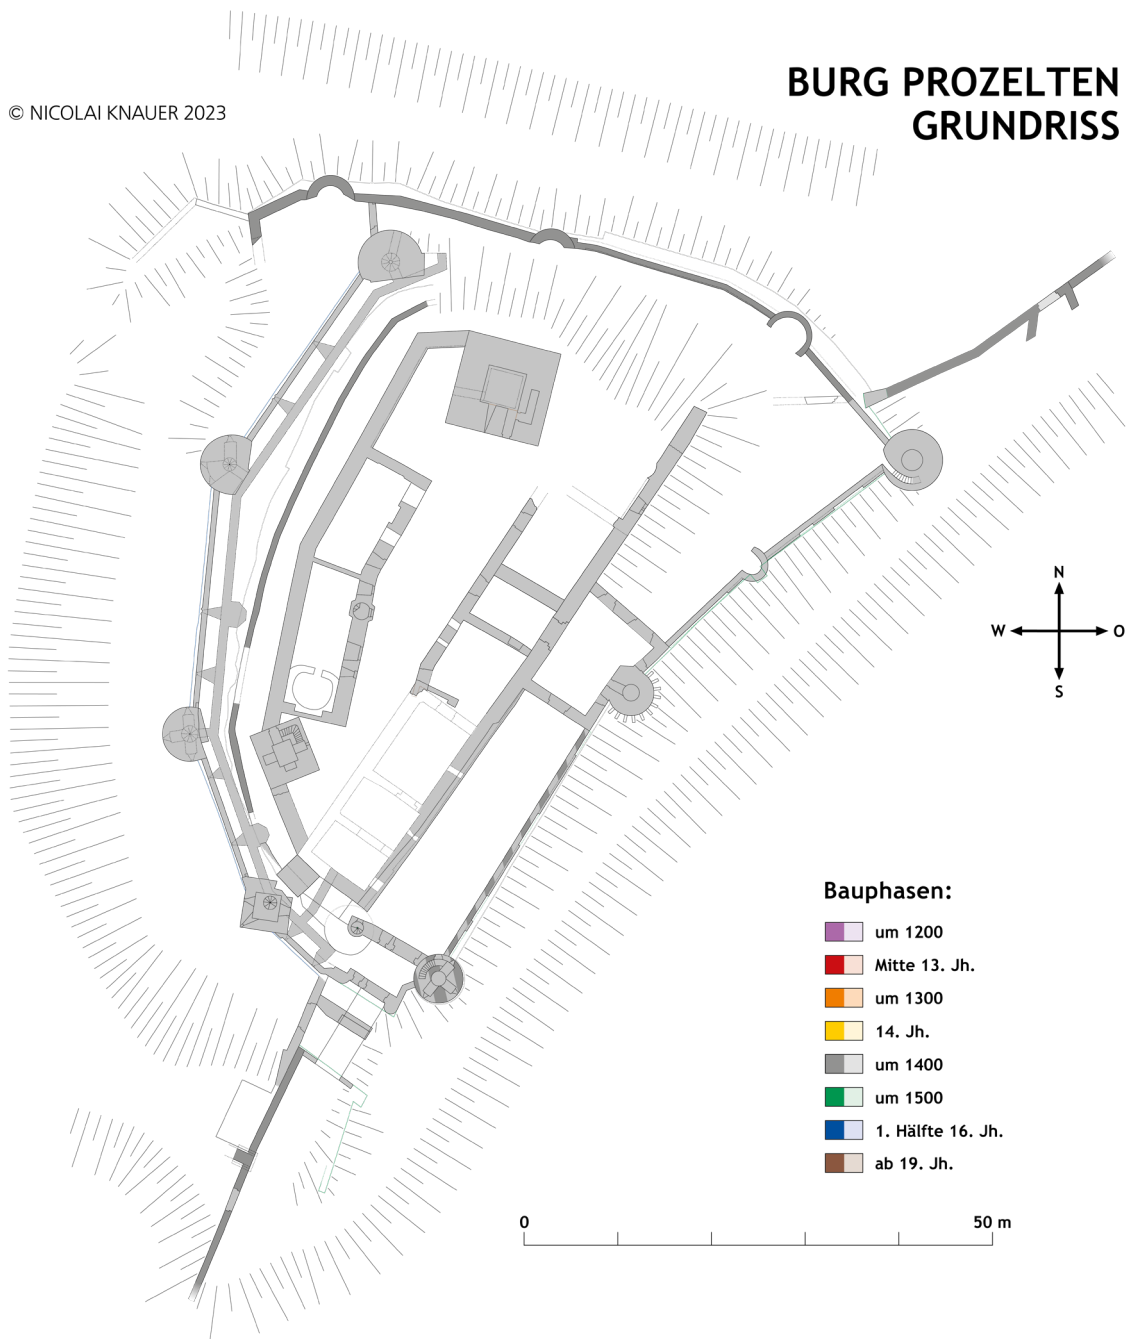 BURG PROZELTEN
GRUNDRISS
© NICOLAI KNAUER 2023
N
W
O
S
Bauphasen:
um 1200
Mitte 13. Jh.
um 1300
14. Jh.
um 1400
um 1500
1. Hälfte 16. Jh.
ab 19. Jh.
0
50 m